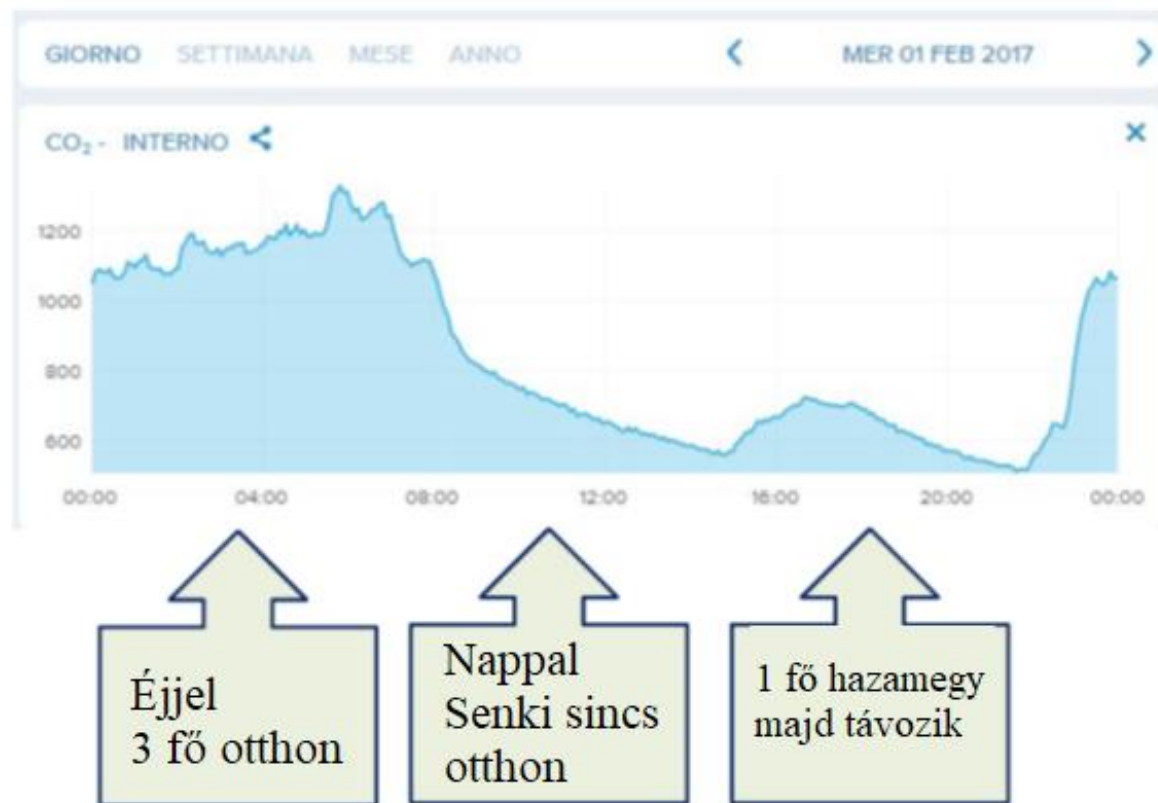 GIORNO SETTIMANA MESE ANNO MER 01 FEB 2017
CO₂ - INTERNO
1200
1000
800
600
00:00 04:00 08:00 12:00 16:00 20:00 00:00
Éjjel
3 fő otthon
Nappal
Senki sincs
otthon
1 fő hazamegy
majd távozik